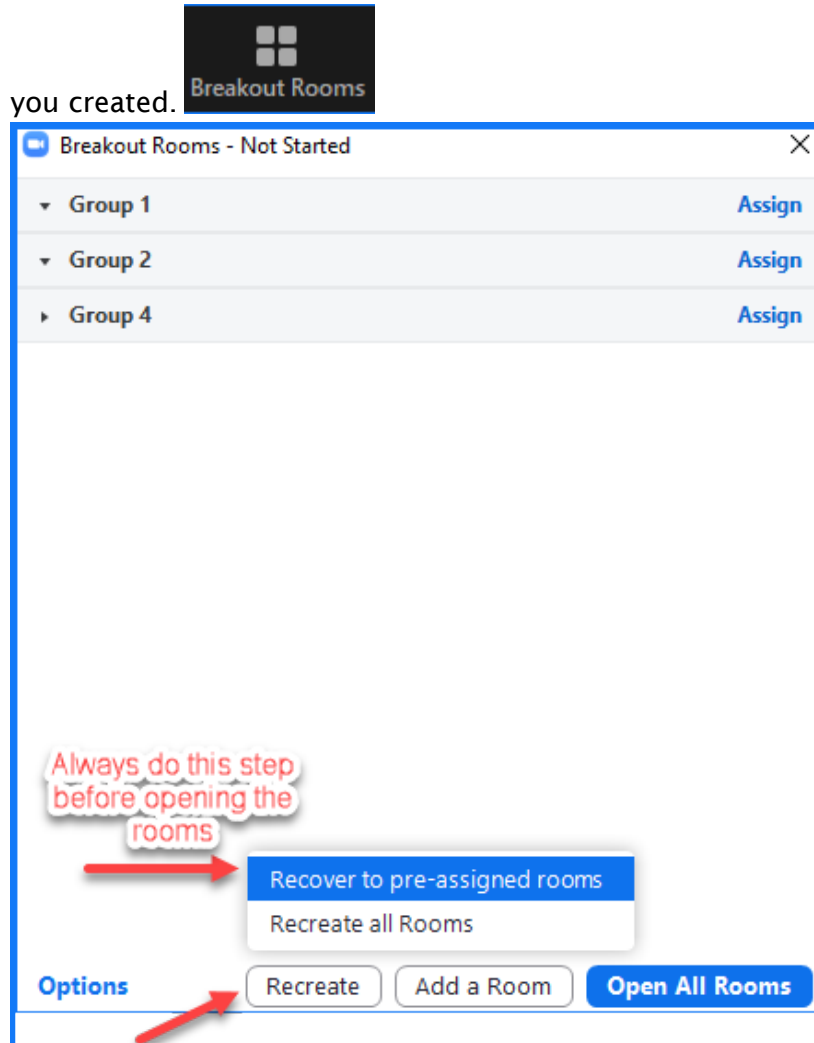 Breakout Rooms
you created.
Breakout Rooms - Not Started
Group 1 Assign
Group 2 Assign
Group 4 Assign
Always do this step
before opening the
rooms
Recover to pre-assigned rooms
Recreate all Rooms
Options Recreate Add a Room Open All Rooms